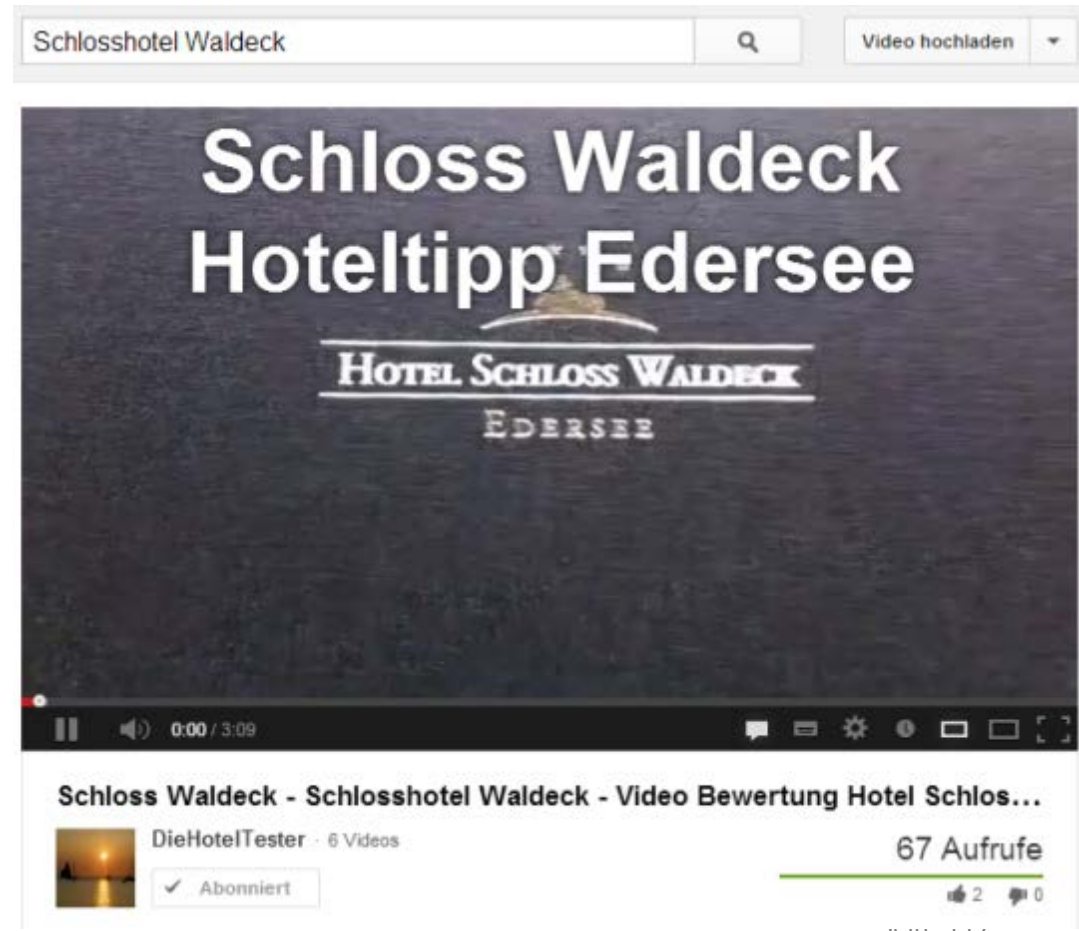 Schlosshotel Waldeck
Video hochladen
Schloss Waldeck
Hoteltipp Edersee
HOTEL SCHLOSS WALDECK
EDERSEE
0:00 / 3:09
Schloss Waldeck - Schlosshotel Waldeck - Video Bewertung Hotel Schlos...
DieHotelTester · 6 Videos
67 Aufrufe
✓ Abonniert
2 0